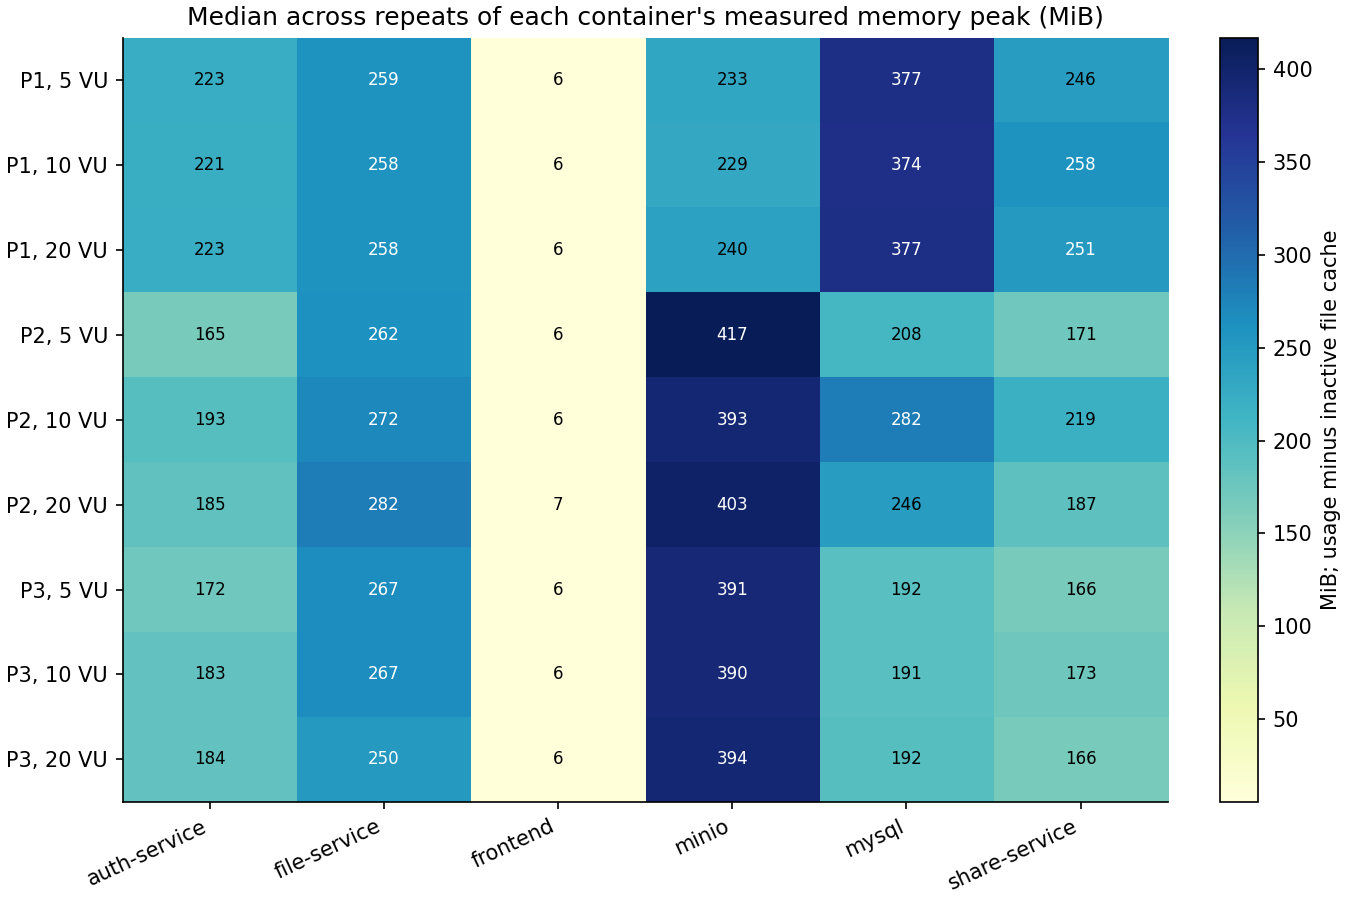 Median across repeats of each container's measured memory peak (MiB)
P1, 5 VU 223 259 6 233 377 246
P1, 10 VU 221 258 6 229 374 258
P1, 20 VU 223 258 6 240 377 251
P2, 5 VU 165 262 6 417 208 171
P2, 10 VU 193 272 6 393 282 219
P2, 20 VU 185 282 7 403 246 187
P3, 5 VU 172 267 6 391 192 166
P3, 10 VU 183 267 6 390 191 173
P3, 20 VU 184 250 6 394 192 166
auth-service file-service frontend minio mysql share-service
400
350
300
250
200
150
100
50
MiB; usage minus inactive file cache